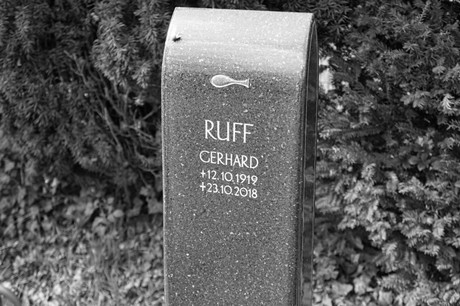 RUFF
GERHARD
+12.10.1919
+23.10.2018